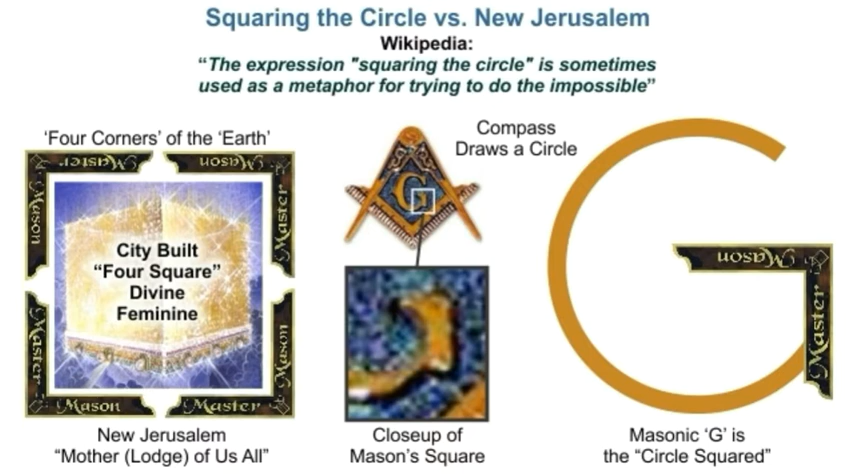 Squaring the Circle vs. New Jerusalem
Wikipedia:
“The expression "squaring the circle" is sometimes
used as a metaphor for trying to do the impossible”
‘Four Corners’ of the ‘Earth’
Master
Mason
Mason
Master
City Built
“Four Square”
Divine
Feminine
Master
Mason
Mason
Master
New Jerusalem
“Mother (Lodge) of Us All”
Compass
Draws a Circle
G
Closeup of
Mason’s Square
Mason
Master
Masonic ‘G’ is
the “Circle Squared”